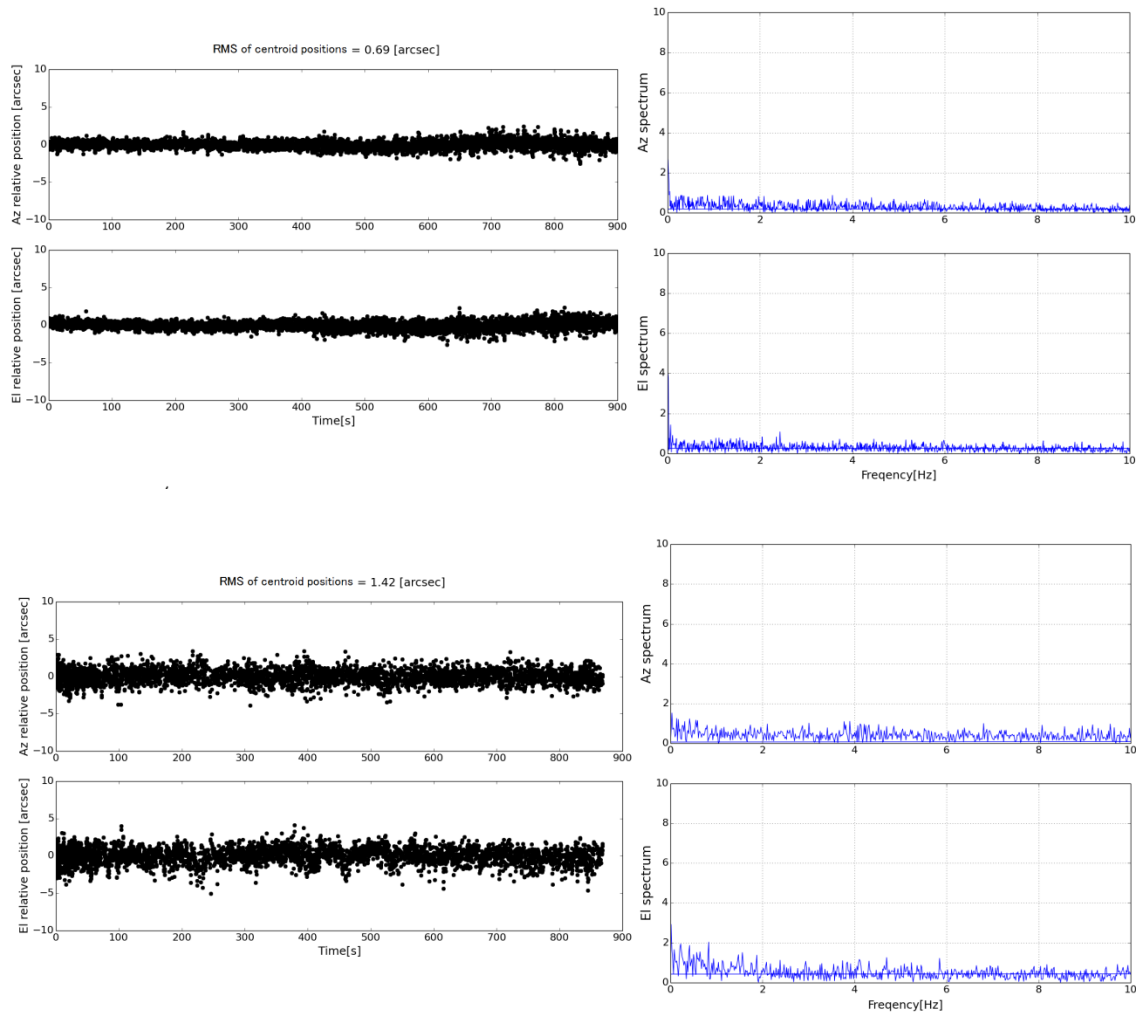 RMS of centroid positions = 0.69 [arcsec]
Az relative position [arcsec]
10
5
0
−5
−10
0 100 200 300 400 500 600 700 800 900
El relative position [arcsec]
10
5
0
−5
−10
0 100 200 300 400 500 600 700 800 900
Time[s]
Az spectrum
10
8
6
4
2
0
0 2 4 6 8 10
El spectrum
10
8
6
4
2
0
0 2 4 6 8 10
Freqency[Hz]
RMS of centroid positions = 1.42 [arcsec]
Az relative position [arcsec]
10
5
0
−5
−10
0 100 200 300 400 500 600 700 800 900
El relative position [arcsec]
10
5
0
−5
−10
0 100 200 300 400 500 600 700 800 900
Time[s]
Az spectrum
10
8
6
4
2
0
0 2 4 6 8 10
El spectrum
10
8
6
4
2
0
0 2 4 6 8 10
Freqency[Hz]